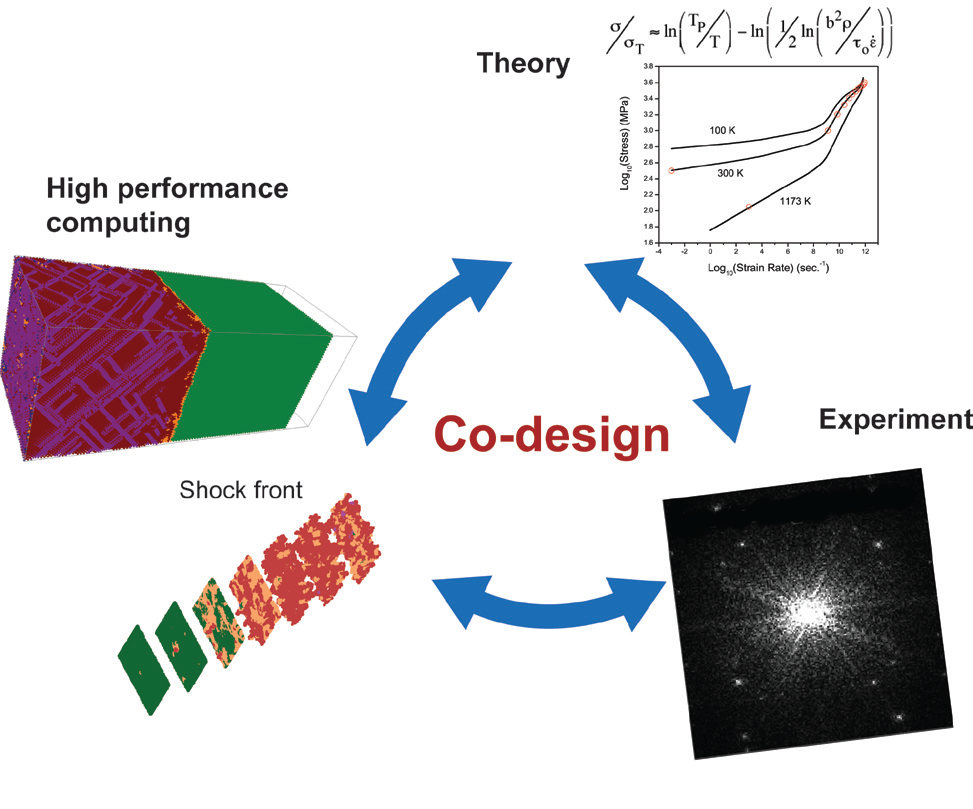 σ/σT ≈ ln(TP/T) − ln(1/2 ln(b²ρ/τoε̇))
Theory
Log10(Stress) (MPa)
3.8
3.6
3.4
3.2
3.0
2.8
2.6
2.4
2.2
2.0
1.8
1.6
100 K
300 K
1173 K
-4 -2 0 2 4 6 8 10 12
Log10(Strain Rate) (sec.-1)
High performance
computing
Co-design
Experiment
Shock front